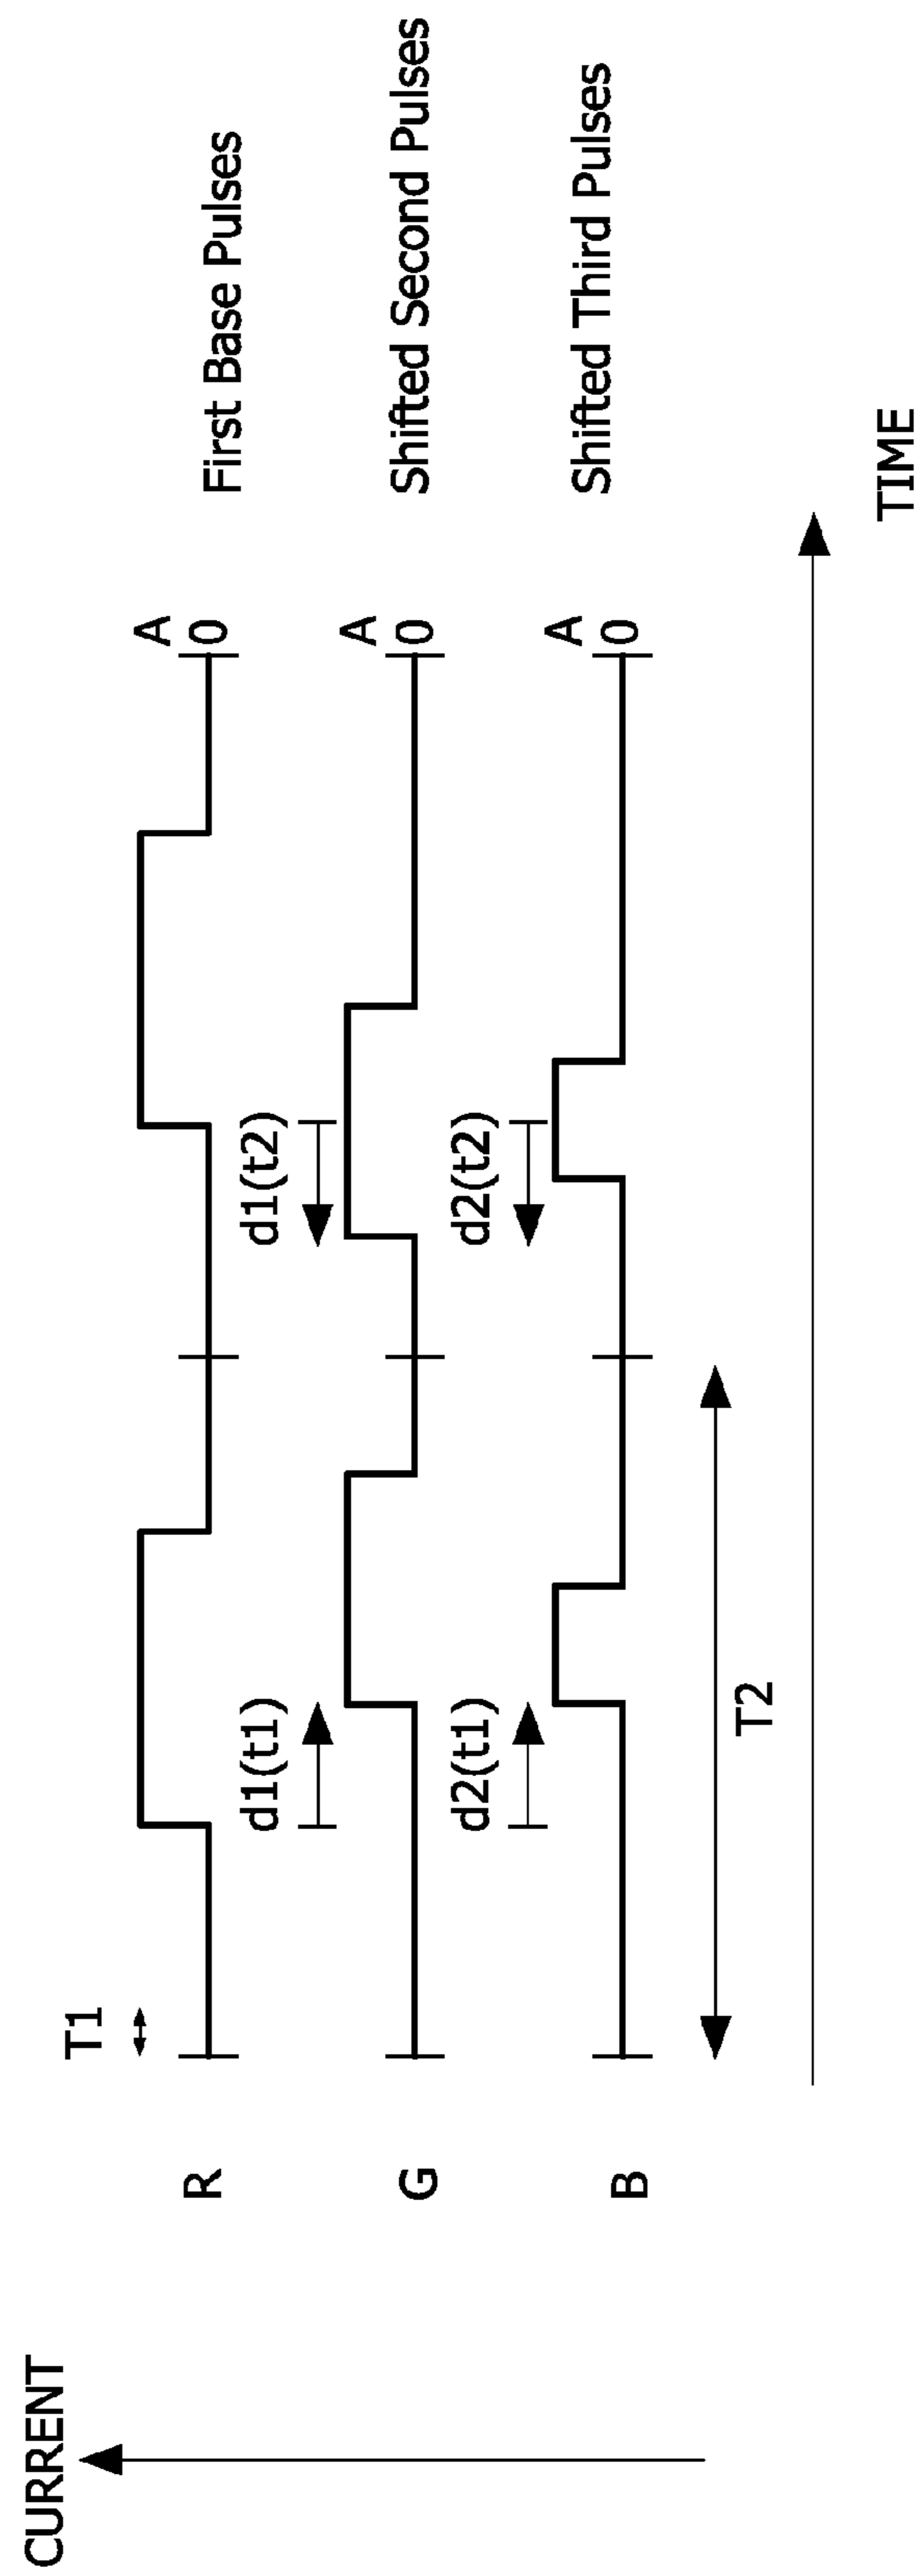 CURRENT
T1
R
A
0
First Base Pulses
d1(t1)
d1(t2)
G
A
0
Shifted Second Pulses
d2(t1)
d2(t2)
B
A
0
Shifted Third Pulses
T2
TIME